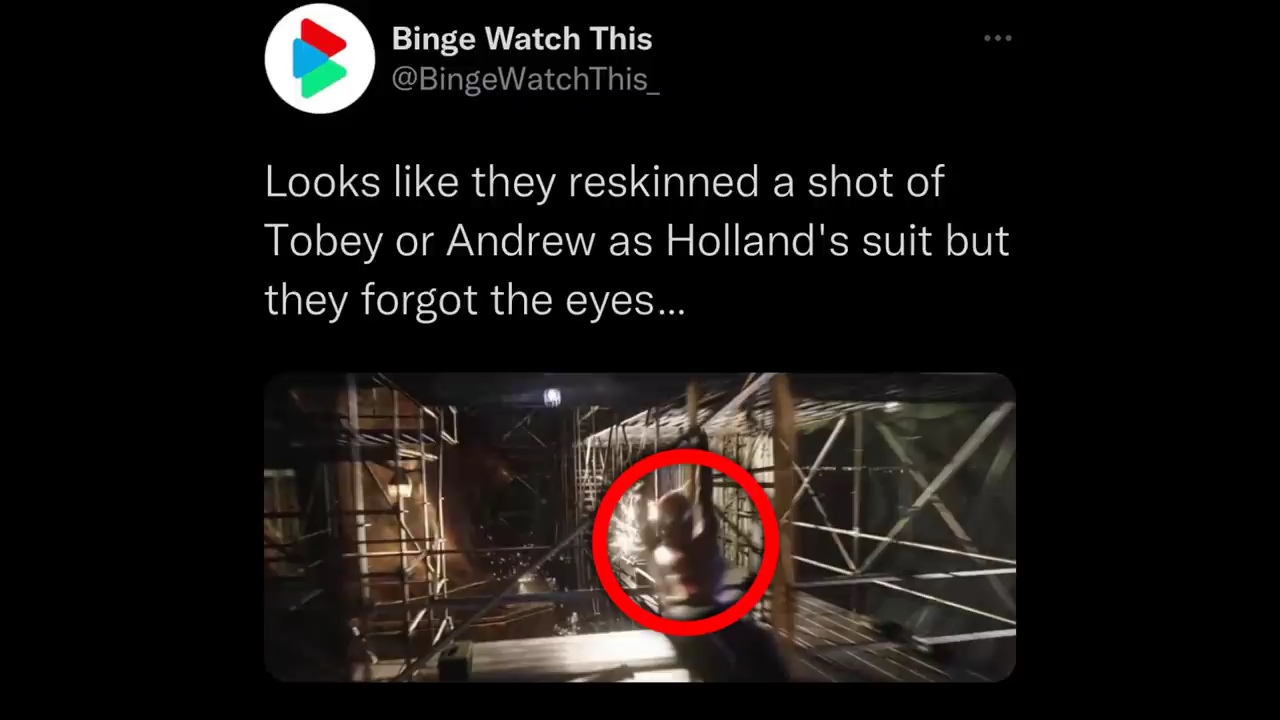 Binge Watch This
@BingeWatchThis_
Looks like they reskinned a shot of
Tobey or Andrew as Holland's suit but
they forgot the eyes...